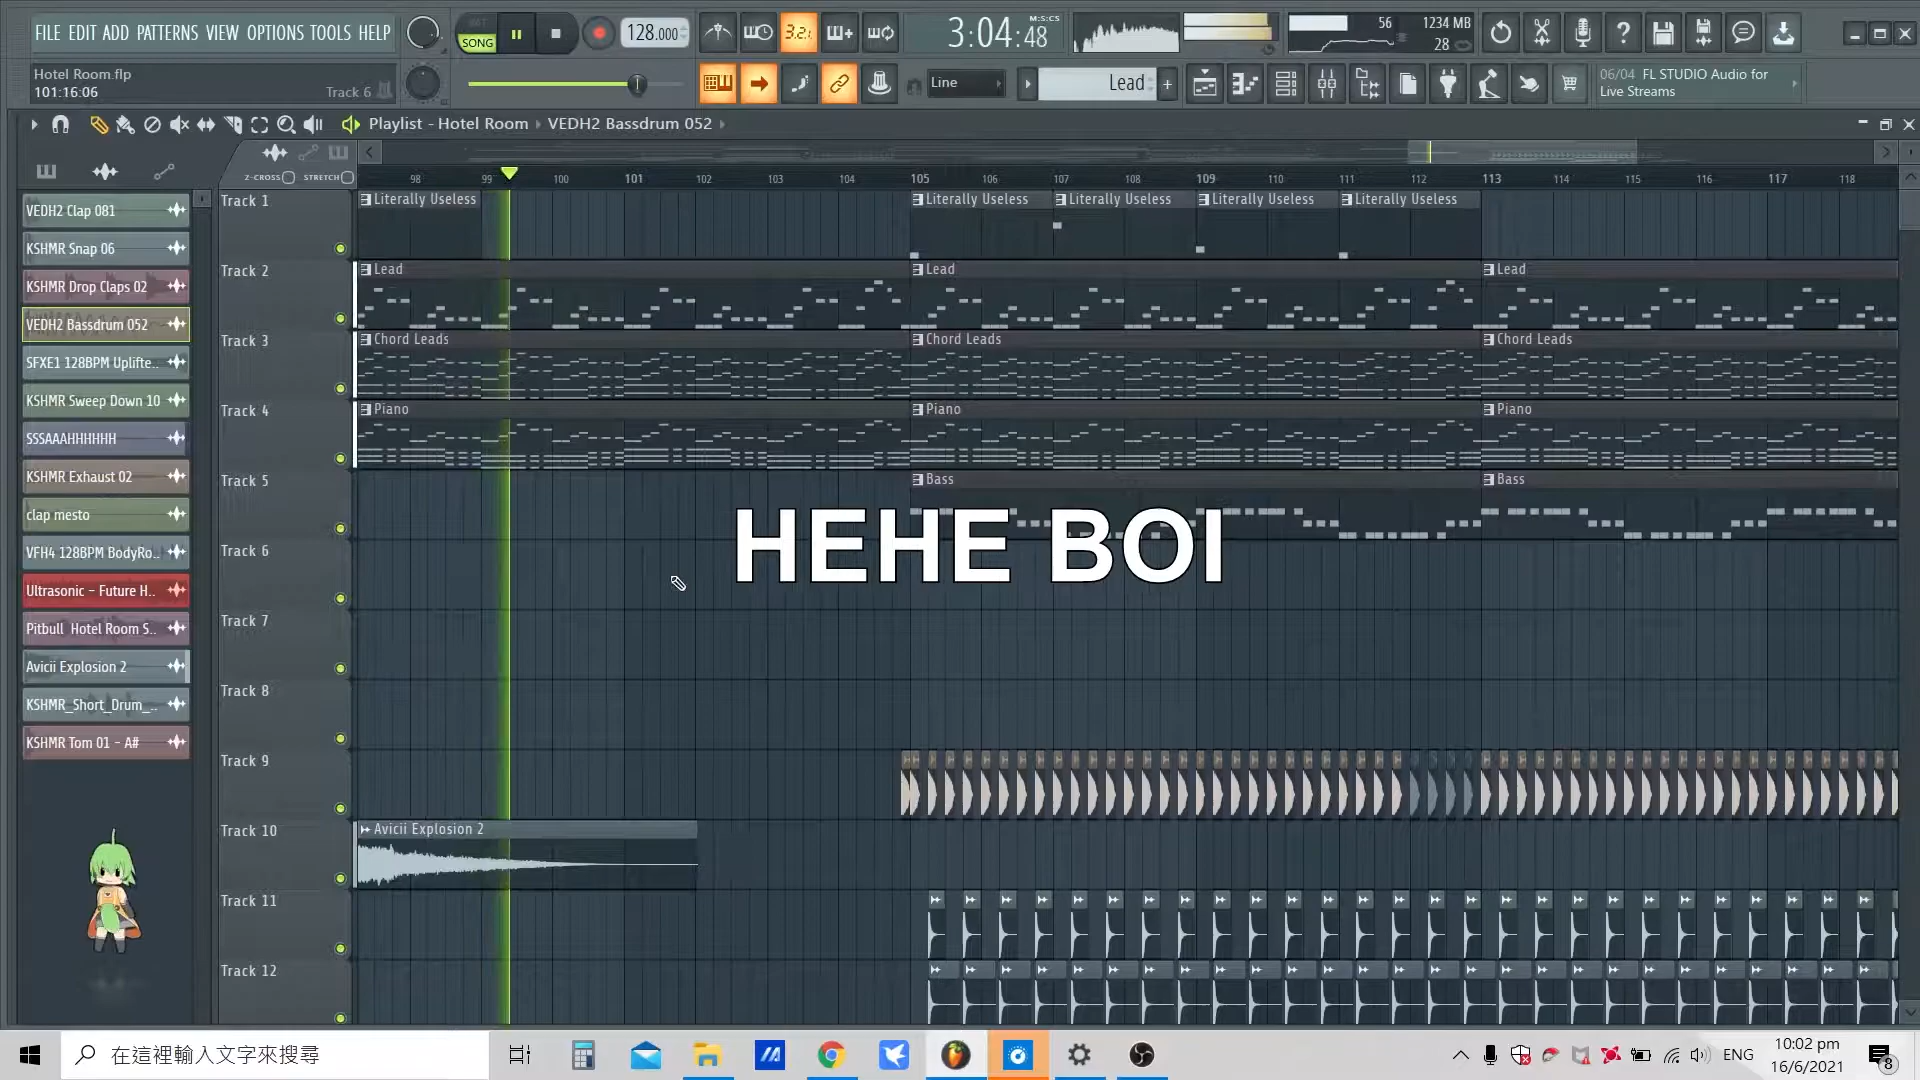 FILE EDIT ADD PATTERNS VIEW OPTIONS TOOLS HELP
PAT
SONG
128.000
3.2.
3:04:48
M:S:CS
56
1234 MB
28
Hotel Room.flp
101:16:06
Track 6
Line
Lead
06/04 FL STUDIO Audio for
Live Streams
Playlist - Hotel Room › VEDH2 Bassdrum 052
Z-CROSS
STRETCH
98 99 100 101 102 103 104 105 106 107 108 109 110 111 112 113 114 115 116 117 118
VEDH2 Clap 081
KSHMR Snap 06
KSHMR Drop Claps 02
VEDH2 Bassdrum 052
SFXE1 128BPM Uplifte..
KSHMR Sweep Down 10
SSSAAAHHHHHH
KSHMR Exhaust 02
clap mesto
VFH4 128BPM BodyRo..
Ultrasonic - Future H..
Pitbull Hotel Room S..
Avicii Explosion 2
KSHMR_Short_Drum_..
KSHMR Tom 01 - A#
Track 1
Literally Useless
Literally Useless
Literally Useless
Literally Useless
Literally Useless
Track 2
Lead
Lead
Lead
Track 3
Chord Leads
Chord Leads
Chord Leads
Track 4
Piano
Piano
Piano
Track 5
Bass
Bass
HEHE BOI
Track 6
Track 7
Track 8
Track 9
Track 10
Avicii Explosion 2
Track 11
Track 12
在這裡輸入文字來搜尋
ENG
10:02 pm
16/6/2021
8